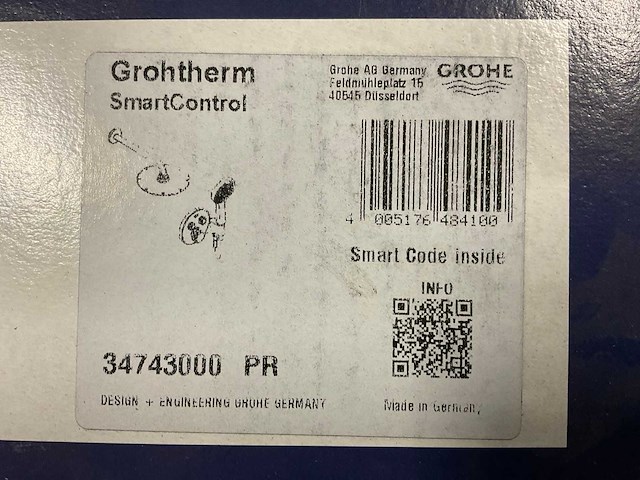 Grohtherm
SmartControl
Grohe AG Germany
Feldmühleplatz 15
40545 Düsseldorf
GROHE
4 005176 484100
Smart Code inside
INFO
34743000 PR
DESIGN + ENGINEERING GROHE GERMANY
Made in Germany